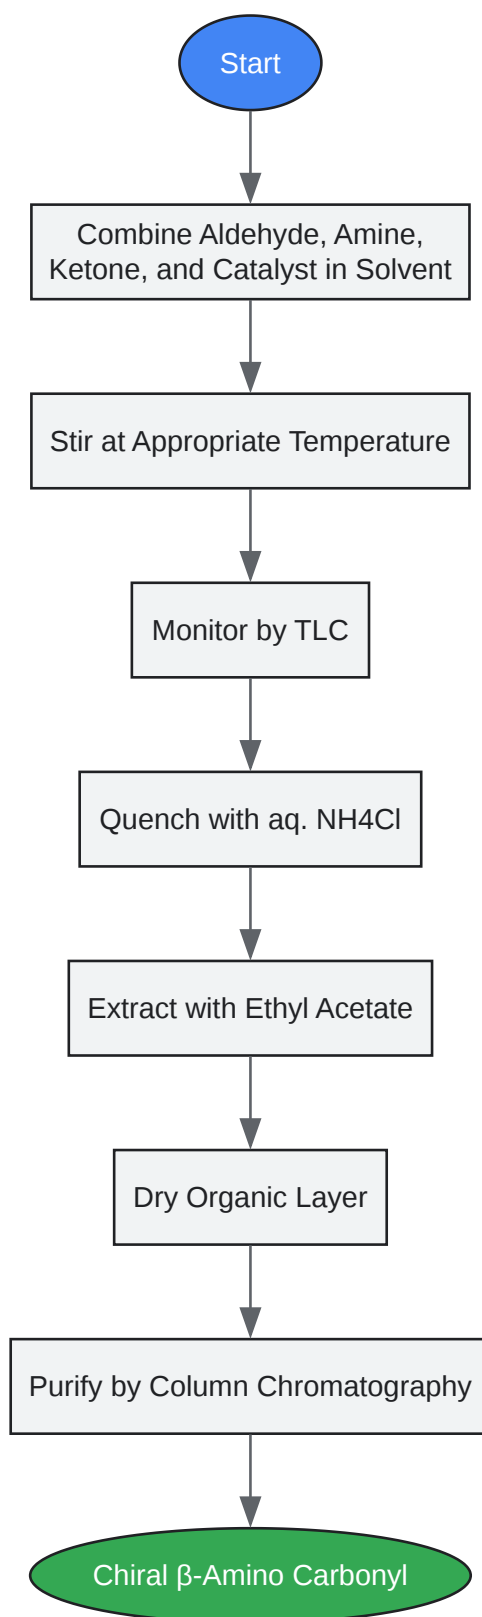 Start
Combine Aldehyde, Amine,
Ketone, and Catalyst in Solvent
Stir at Appropriate Temperature
Monitor by TLC
Quench with aq. NH4Cl
Extract with Ethyl Acetate
Dry Organic Layer
Purify by Column Chromatography
Chiral β-Amino Carbonyl